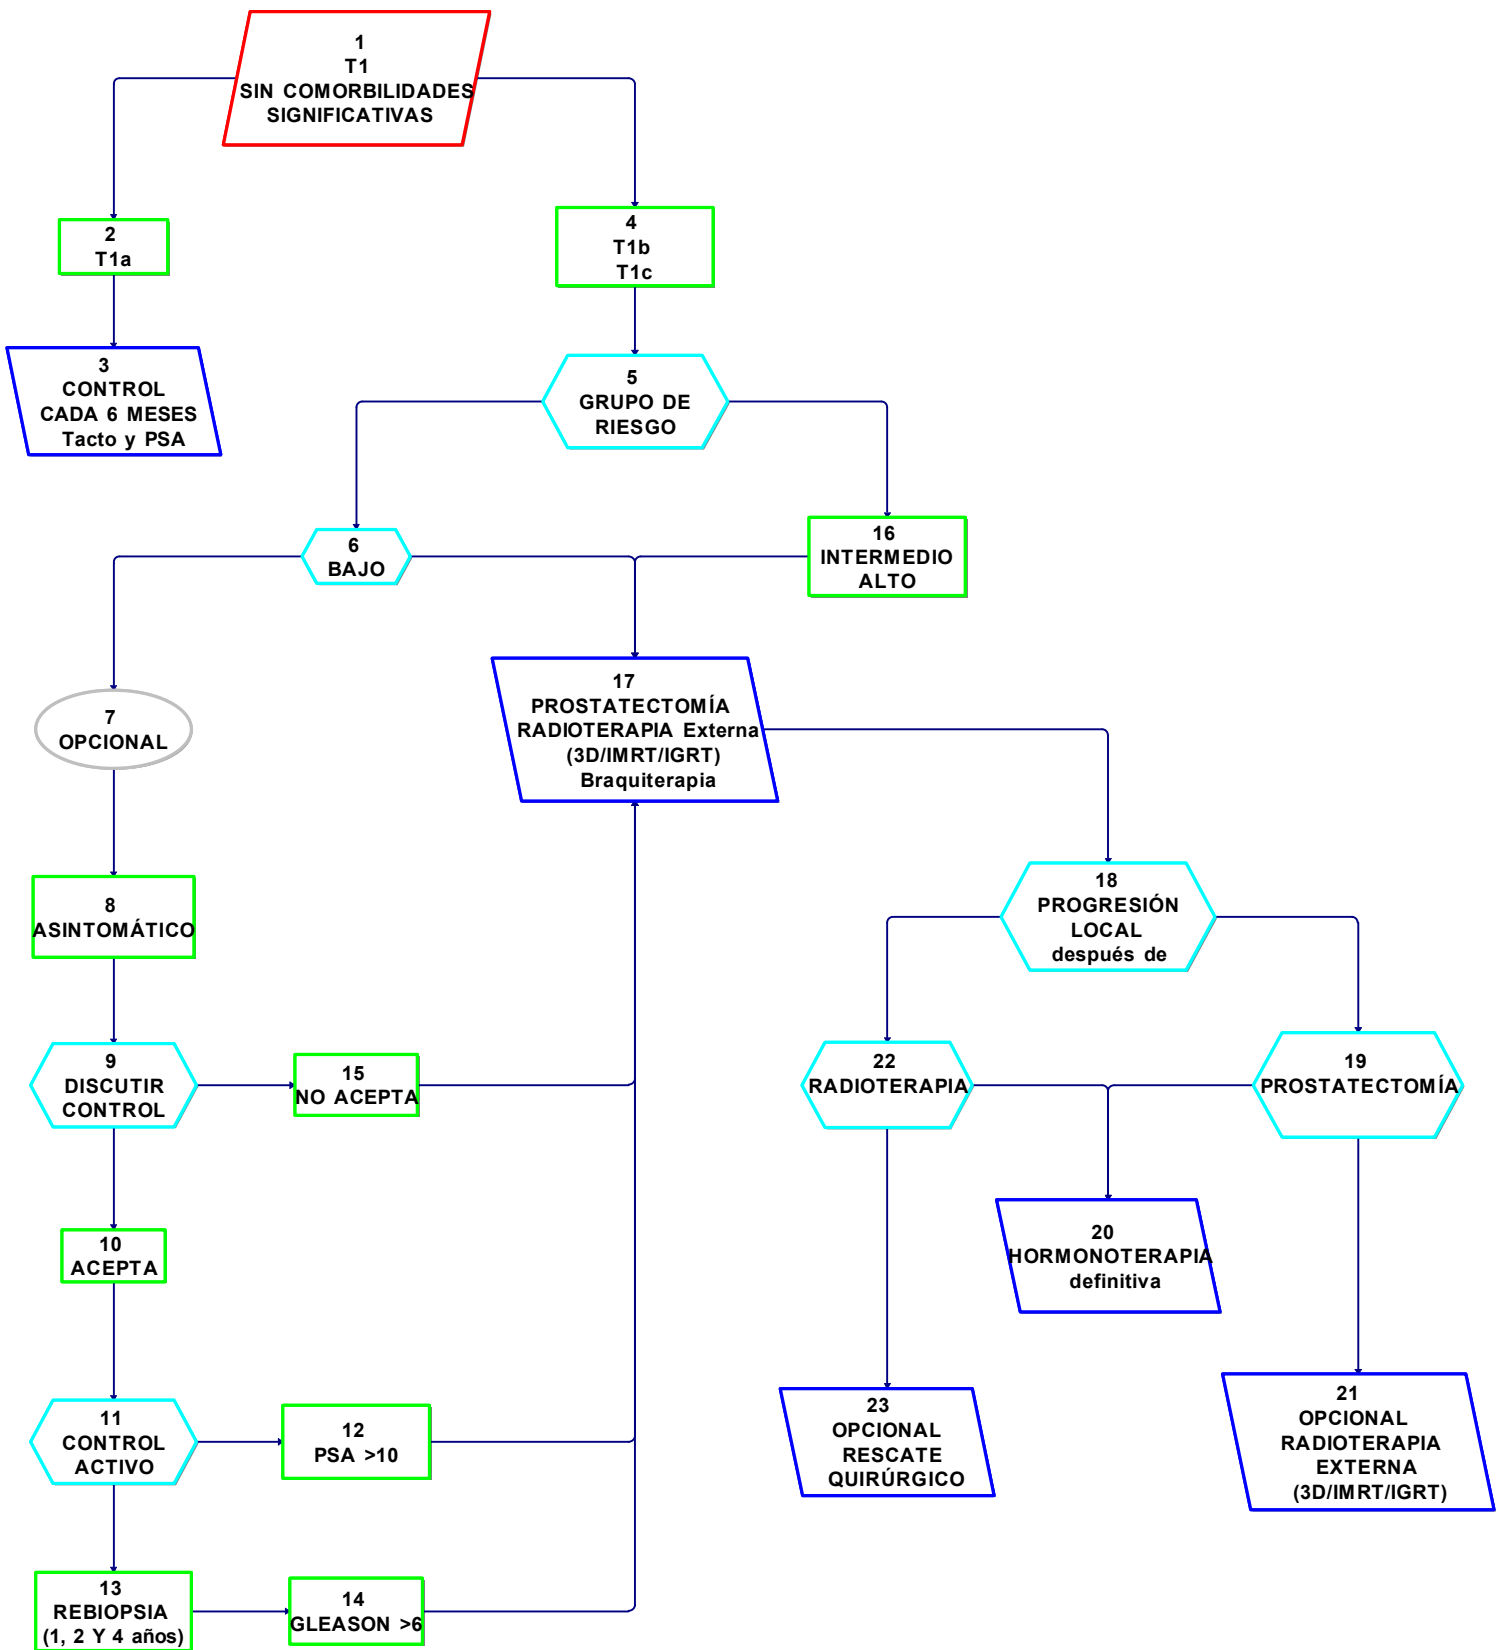 1
T1
SIN COMORBILIDADES
SIGNIFICATIVAS
2
T1a
3
CONTROL
CADA 6 MESES
Tacto y PSA
4
T1b
T1c
5
GRUPO DE
RIESGO
6
BAJO
7
OPCIONAL
8
ASINTOMÁTICO
9
DISCUTIR
CONTROL
10
ACEPTA
11
CONTROL
ACTIVO
12
PSA >10
13
REBIOPSIA
(1, 2 Y 4 años)
14
GLEASON >6
15
NO ACEPTA
16
INTERMEDIO
ALTO
17
PROSTATECTOMÍA
RADIOTERAPIA Externa
(3D/IMRT/IGRT)
Braquiterapia
18
PROGRESIÓN
LOCAL
después de
19
PROSTATECTOMÍA
20
HORMONOTERAPIA
definitiva
21
OPCIONAL
RADIOTERAPIA
EXTERNA
(3D/IMRT/IGRT)
22
RADIOTERAPIA
23
OPCIONAL
RESCATE
QUIRÚRGICO